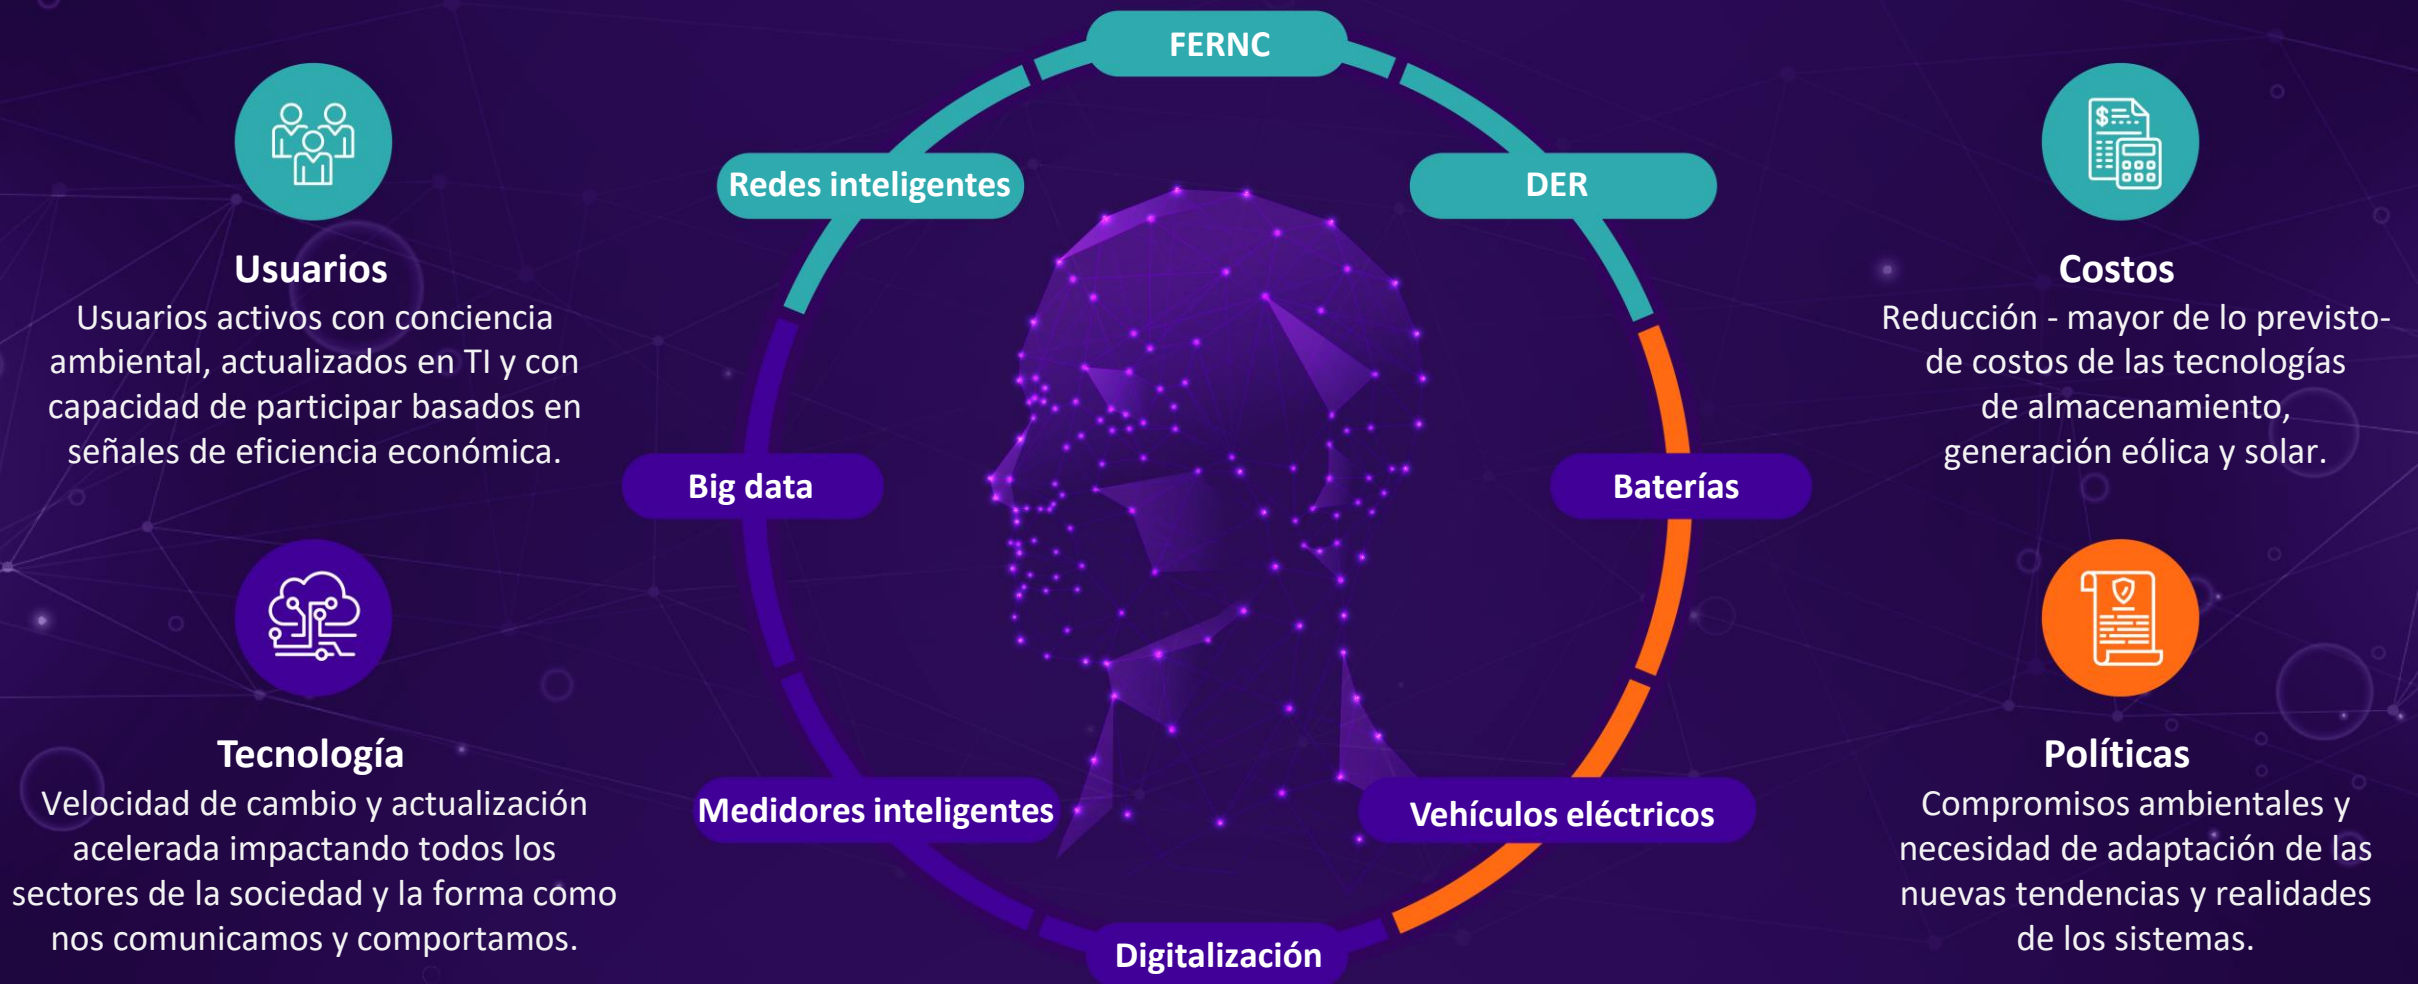 FERNC
Redes inteligentes
DER
Big data
Baterías
Medidores inteligentes
Vehículos eléctricos
Digitalización
Usuarios
Usuarios activos con conciencia
ambiental, actualizados en TI y con
capacidad de participar basados en
señales de eficiencia económica.
Tecnología
Velocidad de cambio y actualización
acelerada impactando todos los
sectores de la sociedad y la forma como
nos comunicamos y comportamos.
Costos
Reducción - mayor de lo previsto-
de costos de las tecnologías
de almacenamiento,
generación eólica y solar.
Políticas
Compromisos ambientales y
necesidad de adaptación de las
nuevas tendencias y realidades
de los sistemas.